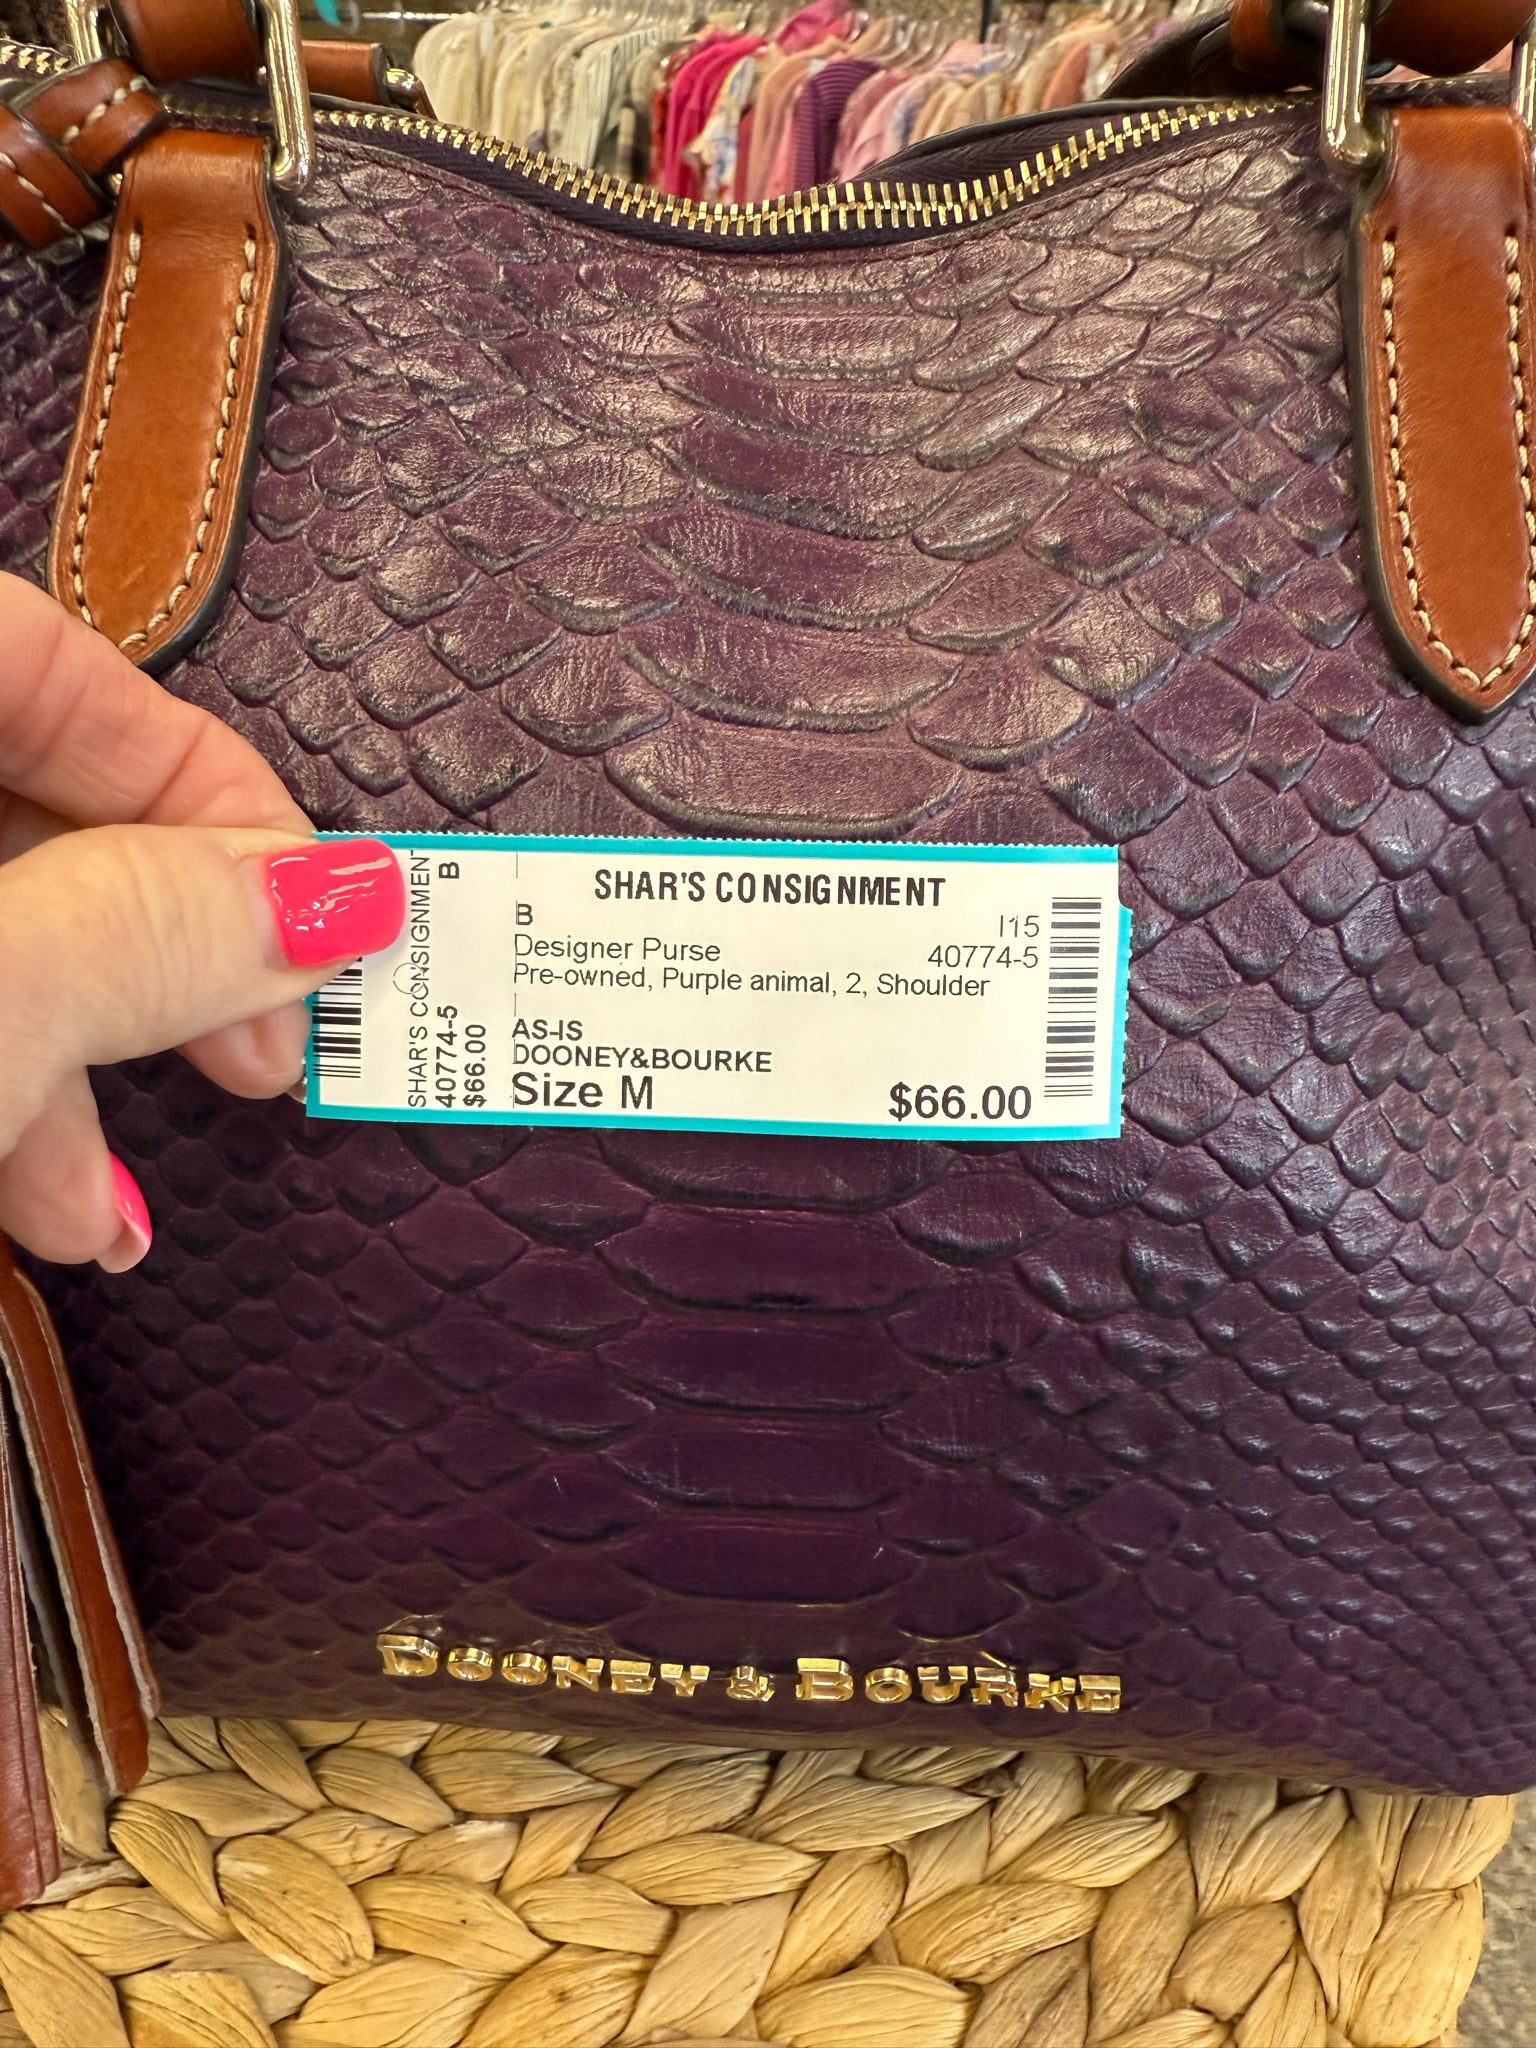 SHAR'S CONSIGNMENT
B
I15
Designer Purse
40774-5
Pre-owned, Purple animal, 2, Shoulder
AS-IS
DOONEY&BOURKE
Size M
$66.00
SHAR'S CONSIGNMEN
B
40774-5
$66.00
DOONEY & BOURKE